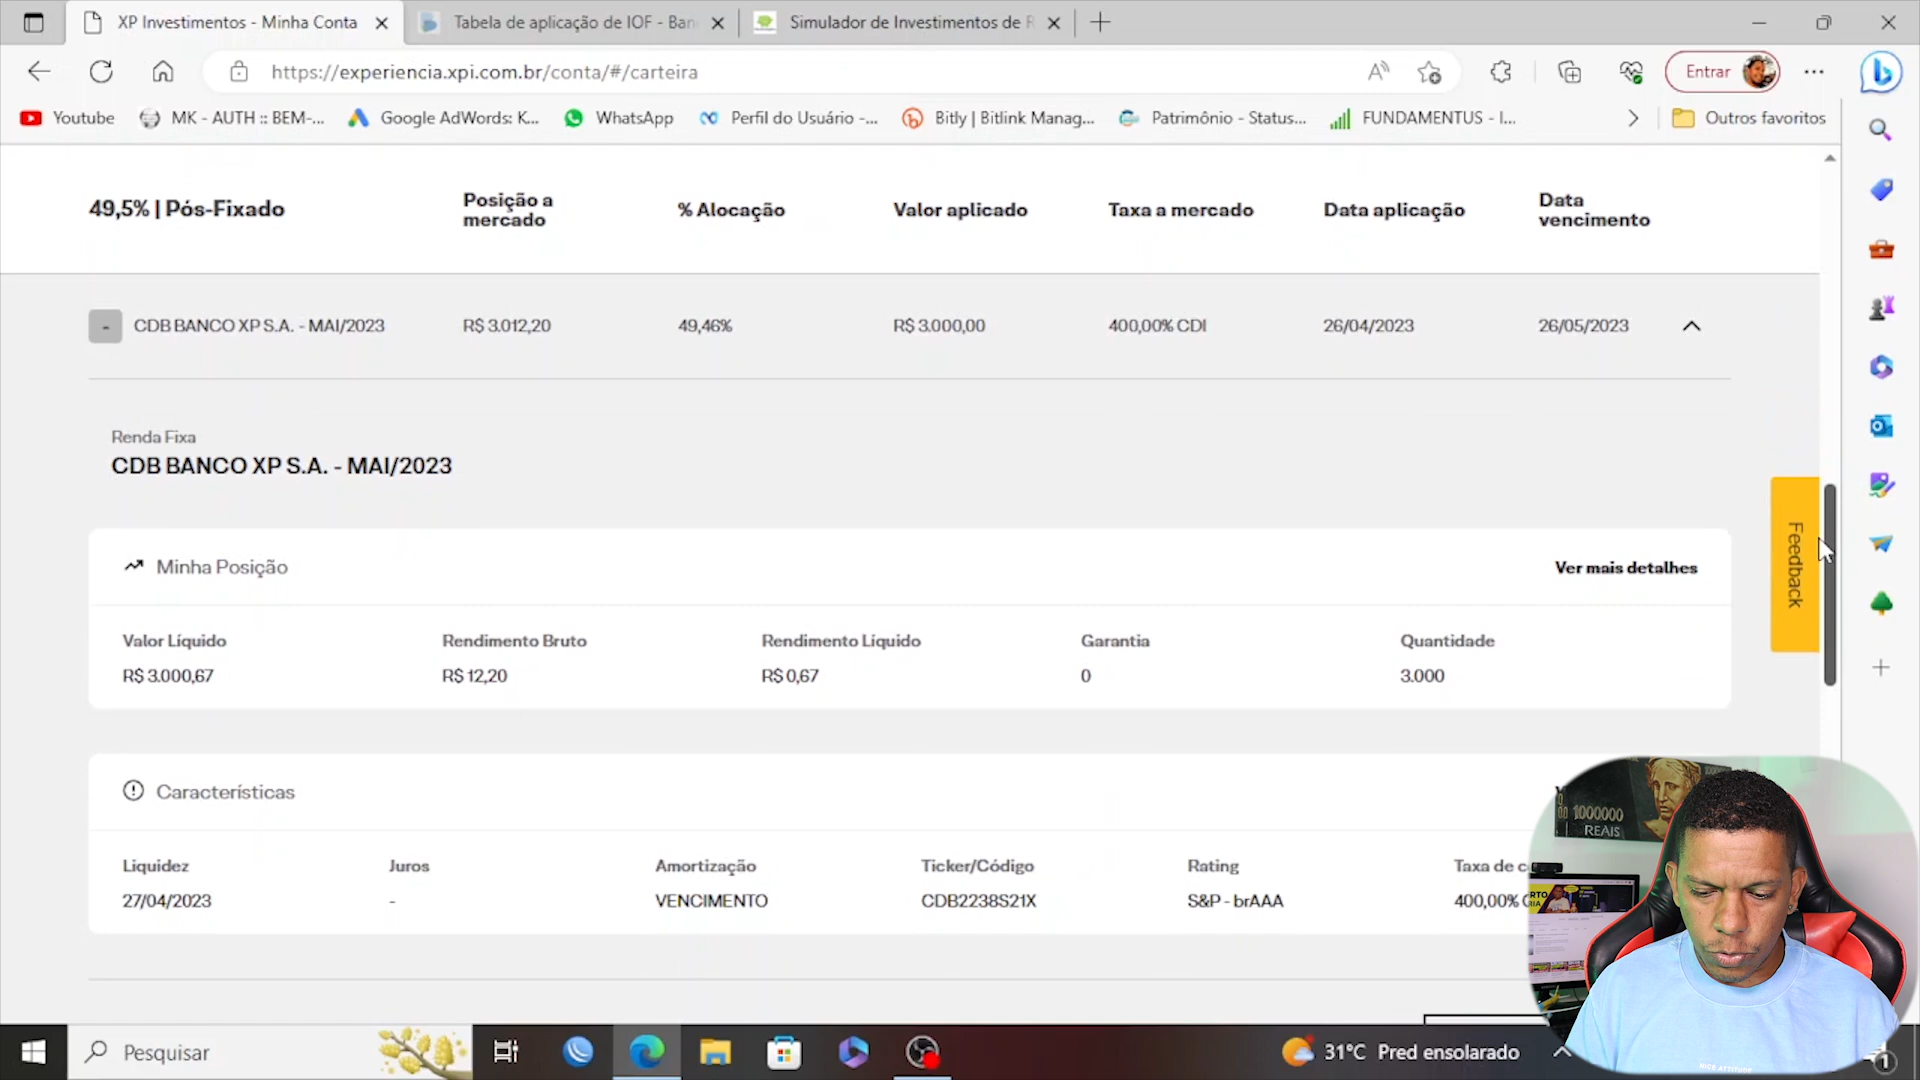 XP Investimentos - Minha Conta
Tabela de aplicação de IOF - Ban
Simulador de Investimentos de R
https://experiencia.xpi.com.br/conta/#/carteira
Entrar
Youtube
MK - AUTH :: BEM-...
Google AdWords: K...
WhatsApp
Perfil do Usuário -...
Bitly | Bitlink Manag...
Patrimônio - Status...
FUNDAMENTUS - I...
Outros favoritos
49,5% | Pós-Fixado
Posição a
mercado
% Alocação
Valor aplicado
Taxa a mercado
Data aplicação
Data
vencimento
- CDB BANCO XP S.A. - MAI/2023
R$ 3.012,20
49,46%
R$ 3.000,00
400,00% CDI
26/04/2023
26/05/2023
Renda Fixa
CDB BANCO XP S.A. - MAI/2023
Feedback
Minha Posição
Ver mais detalhes
Valor Líquido
Rendimento Bruto
Rendimento Líquido
Garantia
Quantidade
R$ 3.000,67
R$ 12,20
R$ 0,67
0
3.000
Características
Liquidez
Juros
Amortização
Ticker/Código
Rating
Taxa de c
27/04/2023
-
VENCIMENTO
CDB2238S21X
S&P - brAAA
400,00% C
1000000
REAIS
Pesquisar
31°C Pred ensolarado
1